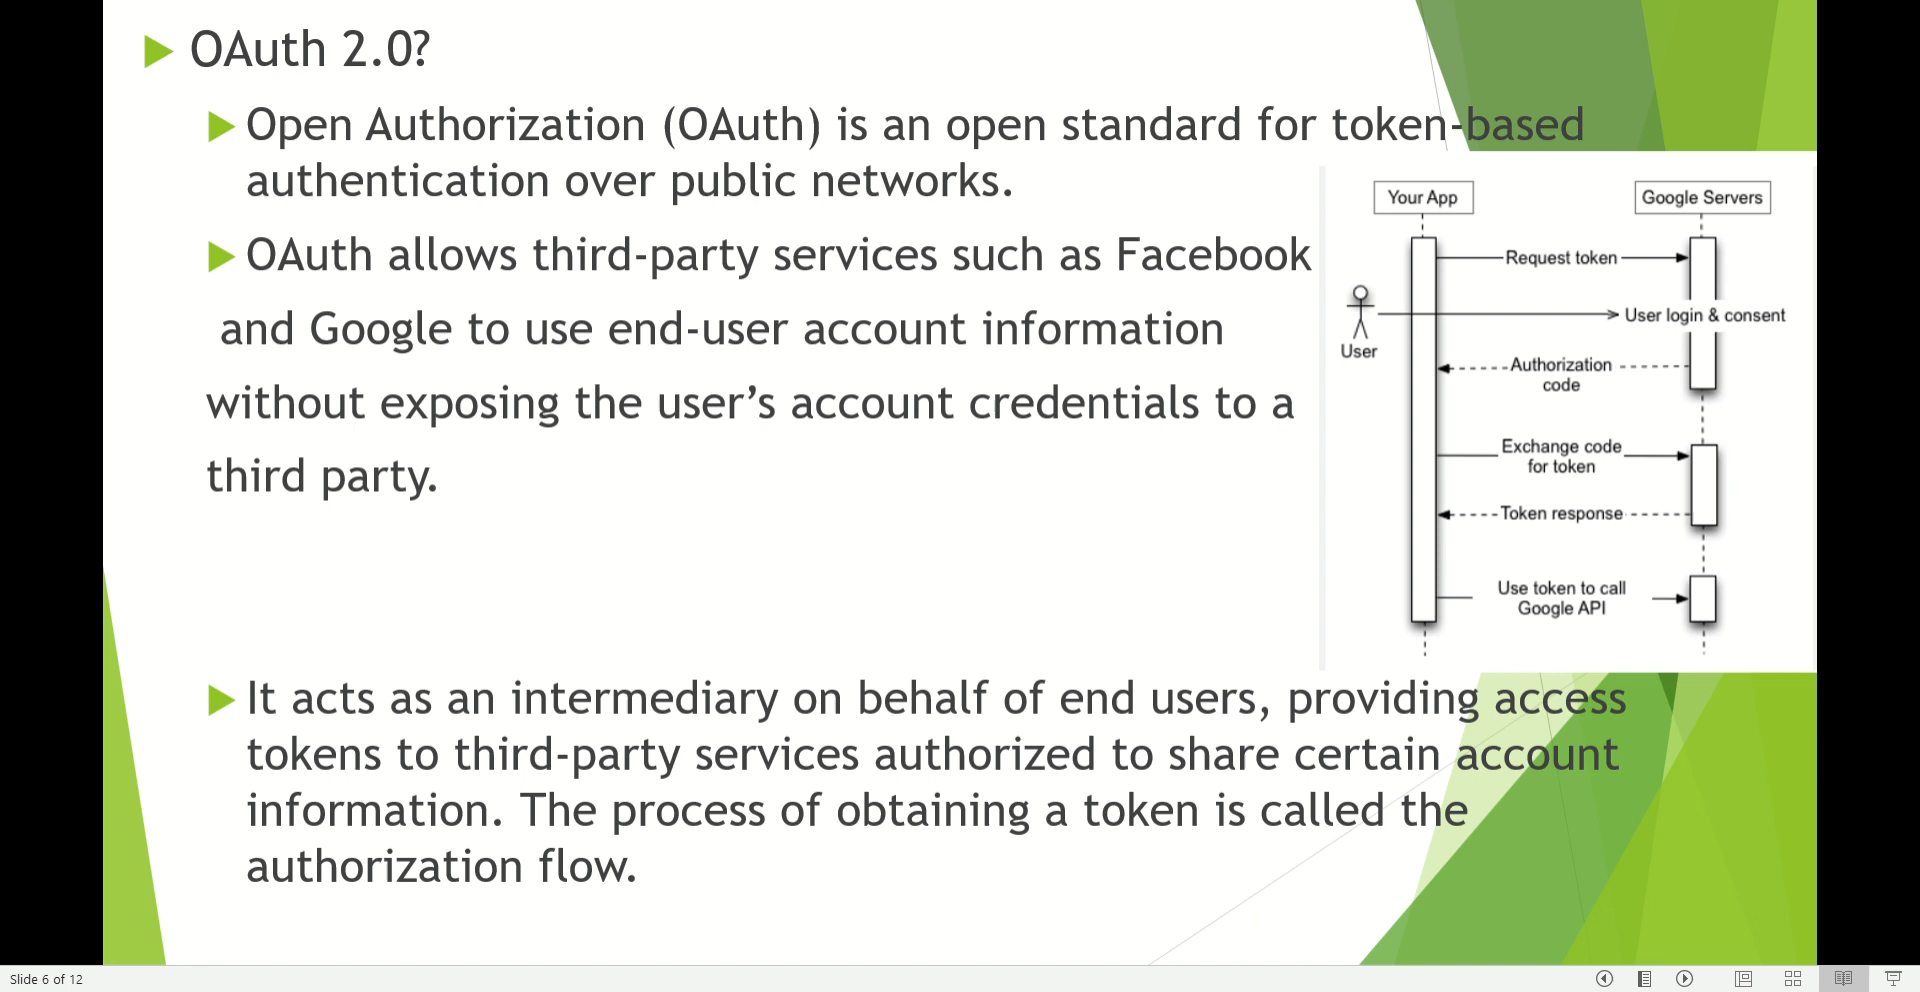 OAuth 2.0?
Open Authorization (OAuth) is an open standard for token-based
authentication over public networks.
OAuth allows third-party services such as Facebook
and Google to use end-user account information
without exposing the user’s account credentials to a
third party.
Your App
Google Servers
Request token
User login & consent
User
Authorization
code
Exchange code
for token
Token response
Use token to call
Google API
It acts as an intermediary on behalf of end users, providing access
tokens to third-party services authorized to share certain account
information. The process of obtaining a token is called the
authorization flow.
Slide 6 of 12